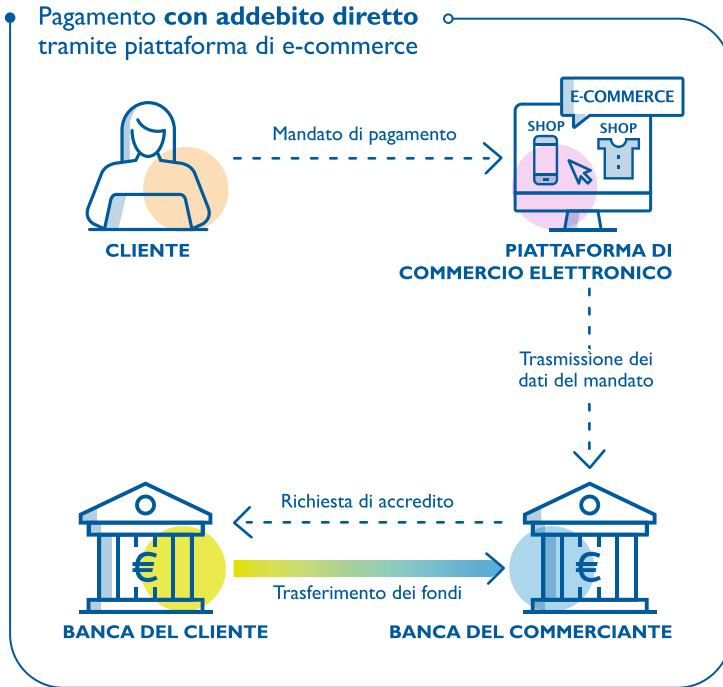 Pagamento con addebito diretto
tramite piattaforma di e-commerce
E-COMMERCE
SHOP
SHOP
Mandato di pagamento
CLIENTE
PIATTAFORMA DI
COMMERCIO ELETTRONICO
Trasmissione dei
dati del mandato
Richiesta di accredito
€
€
Trasferimento dei fondi
BANCA DEL CLIENTE
BANCA DEL COMMERCIANTE